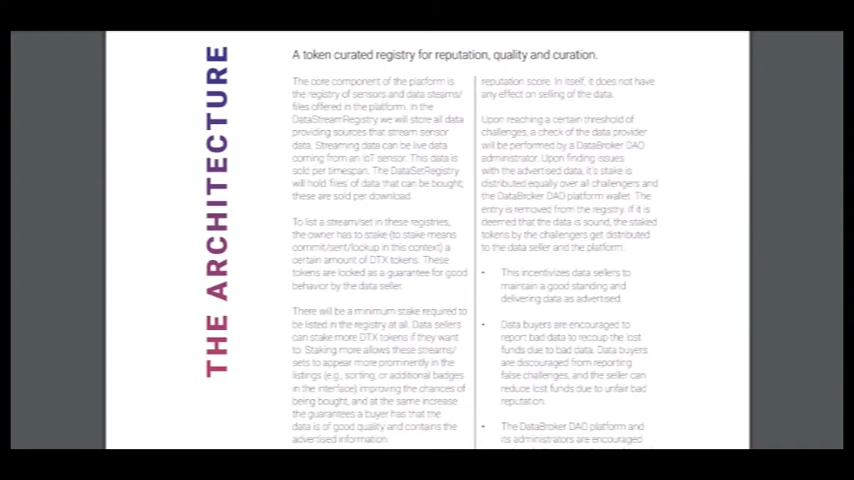 THE ARCHITECTURE
A token curated registry for reputation, quality and curation.
The core component of the platform is
the registry of sensors and data steams/
files offered in the platform. In the
DataStreamRegistry we will store all data
providing sources that stream sensor
data. Streaming data can be live data
coming from an IoT sensor. This data is
sold per timespan. The DataSetRegistry
will hold 'files' of data that can be bought,
these are sold per download.
To list a stream/set in these registries,
the owner has to stake (to stake means
commit/sent/lookup in this context) a
certain amount of DTX tokens. These
tokens are locked as a guarantee for good
behavior by the data seller.
There will be a minimum stake required to
be listed in the registry at all. Data sellers
can stake more DTX tokens if they want
to. Staking more allows these streams/
sets to appear more prominently in the
listings (e.g., sorting, or additional badges
in the interface) improving the chances of
being bought, and at the same increase
the guarantees a buyer has that the
data is of good quality and contains the
advertised information.
reputation score. In itself, it does not have
any effect on selling of the data.
Upon reaching a certain threshold of
challenges, a check of the data provider
will be performed by a DataBroker DAO
administrator. Upon finding issues
with the advertised data, it's stake is
distributed equally over all challengers and
the DataBroker DAO platform wallet. The
entry is removed from the registry. If it is
deemed that the data is sound, the staked
tokens by the challengers get distributed
to the data seller and the platform.
• This incentivizes data sellers to
maintain a good standing and
delivering data as advertised.
• Data buyers are encouraged to
report bad data to recoup the lost
funds due to bad data. Data buyers
are discouraged from reporting
false challenges, and the seller can
reduce lost funds due to unfair bad
reputation.
• The DataBroker DAO platform and
its administrators are encouraged